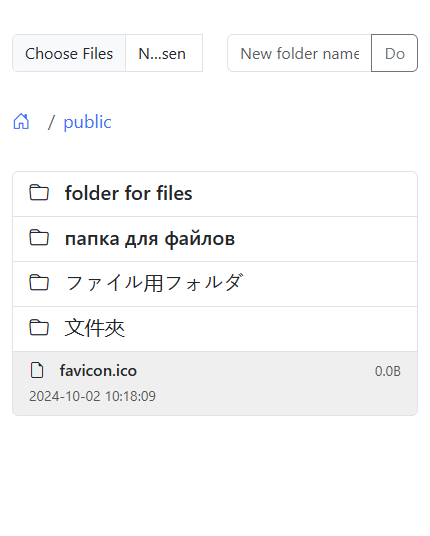 Choose Files N...sen New folder name Do
/ public
folder for files
папка для файлов
ファイル用フォルダ
文件夾
favicon.ico 0.0B
2024-10-02 10:18:09